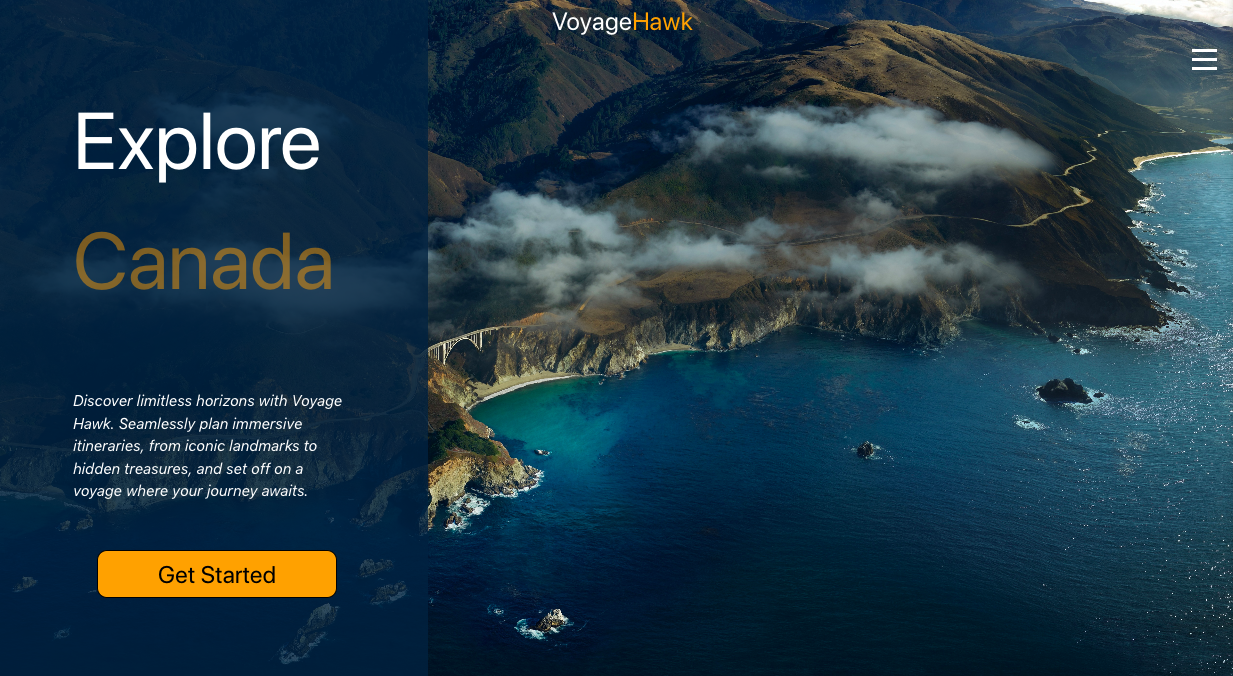 VoyageHawk
Explore
Canada
Discover limitless horizons with Voyage
Hawk. Seamlessly plan immersive
itineraries, from iconic landmarks to
hidden treasures, and set off on a
voyage where your journey awaits.
Get Started